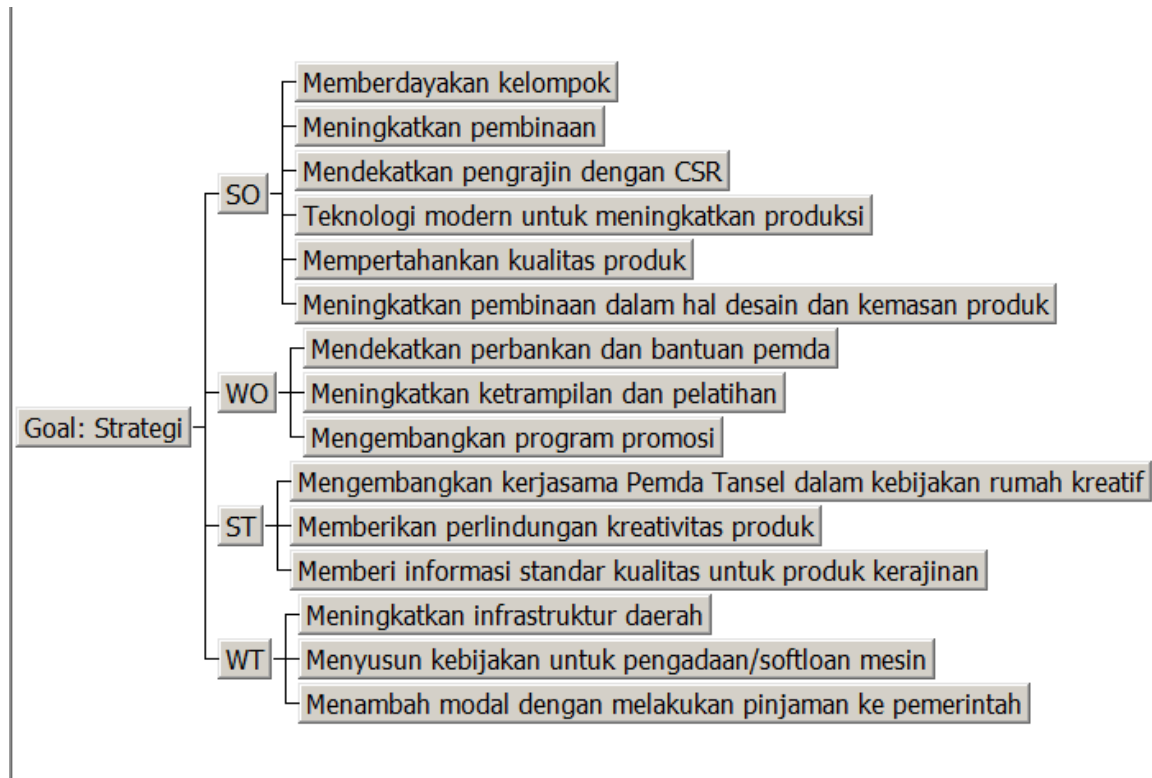 Goal: Strategi
SO
Memberdayakan kelompok
Meningkatkan pembinaan
Mendekatkan pengrajin dengan CSR
Teknologi modern untuk meningkatkan produksi
Mempertahankan kualitas produk
Meningkatkan pembinaan dalam hal desain dan kemasan produk
WO
Mendekatkan perbankan dan bantuan pemda
Meningkatkan ketrampilan dan pelatihan
Mengembangkan program promosi
ST
Mengembangkan kerjasama Pemda Tansel dalam kebijakan rumah kreatif
Memberikan perlindungan kreativitas produk
Memberi informasi standar kualitas untuk produk kerajinan
WT
Meningkatkan infrastruktur daerah
Menyusun kebijakan untuk pengadaan/softloan mesin
Menambah modal dengan melakukan pinjaman ke pemerintah